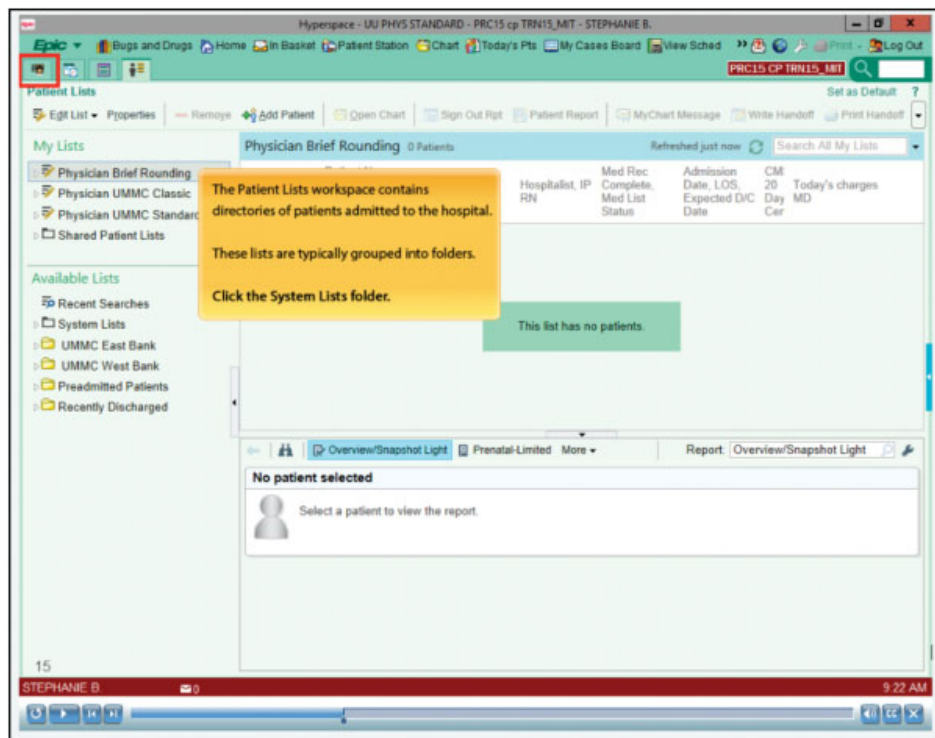 Hyperspace - UU PHYS STANDARD - PRC15 cp TRN15_MIT - STEPHANIE B.
Epic Bugs and Drugs Home In Basket Patient Station Chart Today's Pts My Cases Board View Sched Print Log Out
PRC15 CP TRN15_MIT
Patient Lists Set as Default ?
Edit List Properties Remove Add Patient Open Chart Sign Out Rpt Patient Report MyChart Message Write Handoff Print Handoff
My Lists
Physician Brief Rounding
Physician UMMC Classic
Physician UMMC Standard
Shared Patient Lists
Available Lists
Recent Searches
System Lists
UMMC East Bank
UMMC West Bank
Preadmitted Patients
Recently Discharged
Physician Brief Rounding 0 Patients Refreshed just now Search All My Lists
Hospitalist, IP
RN
Med Rec
Complete,
Med List
Status
Admission
Date, LOS,
Expected D/C
Date
CM:
20
Day
Cer
Today's charges
MD
The Patient Lists workspace contains
directories of patients admitted to the hospital.
These lists are typically grouped into folders.
Click the System Lists folder.
This list has no patients.
Overview/Snapshot Light Prenatal-Limited More Report: Overview/Snapshot Light
No patient selected
Select a patient to view the report.
15
STEPHANIE B. 0 9:22 AM
CC